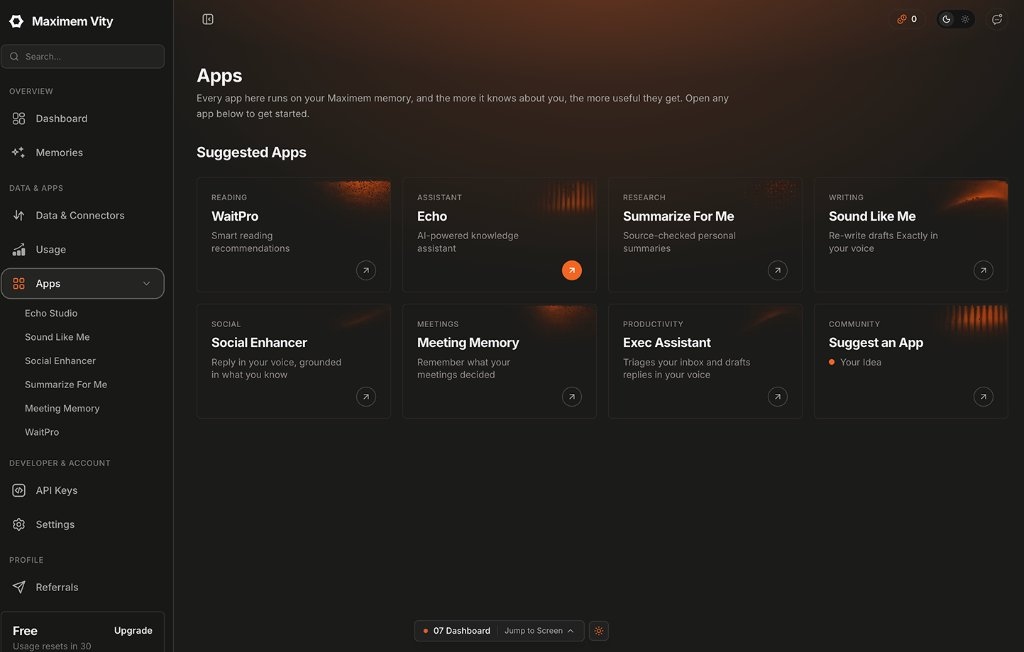 Maximem Vity
Search...
OVERVIEW
Dashboard
Memories
DATA & APPS
Data & Connectors
Usage
Apps
Echo Studio
Sound Like Me
Social Enhancer
Summarize For Me
Meeting Memory
WaitPro
DEVELOPER & ACCOUNT
API Keys
Settings
PROFILE
Referrals
Free
Upgrade
Usage resets in 30
0
Apps
Every app here runs on your Maximem memory, and the more it knows about you, the more useful they get. Open any
app below to get started.
Suggested Apps
READING
WaitPro
Smart reading
recommendations
ASSISTANT
Echo
AI-powered knowledge
assistant
RESEARCH
Summarize For Me
Source-checked personal
summaries
WRITING
Sound Like Me
Re-write drafts Exactly in
your voice
SOCIAL
Social Enhancer
Reply in your voice, grounded
in what you know
MEETINGS
Meeting Memory
Remember what your
meetings decided
PRODUCTIVITY
Exec Assistant
Triages your inbox and drafts
replies in your voice
COMMUNITY
Suggest an App
Your Idea
07 Dashboard
Jump to Screen